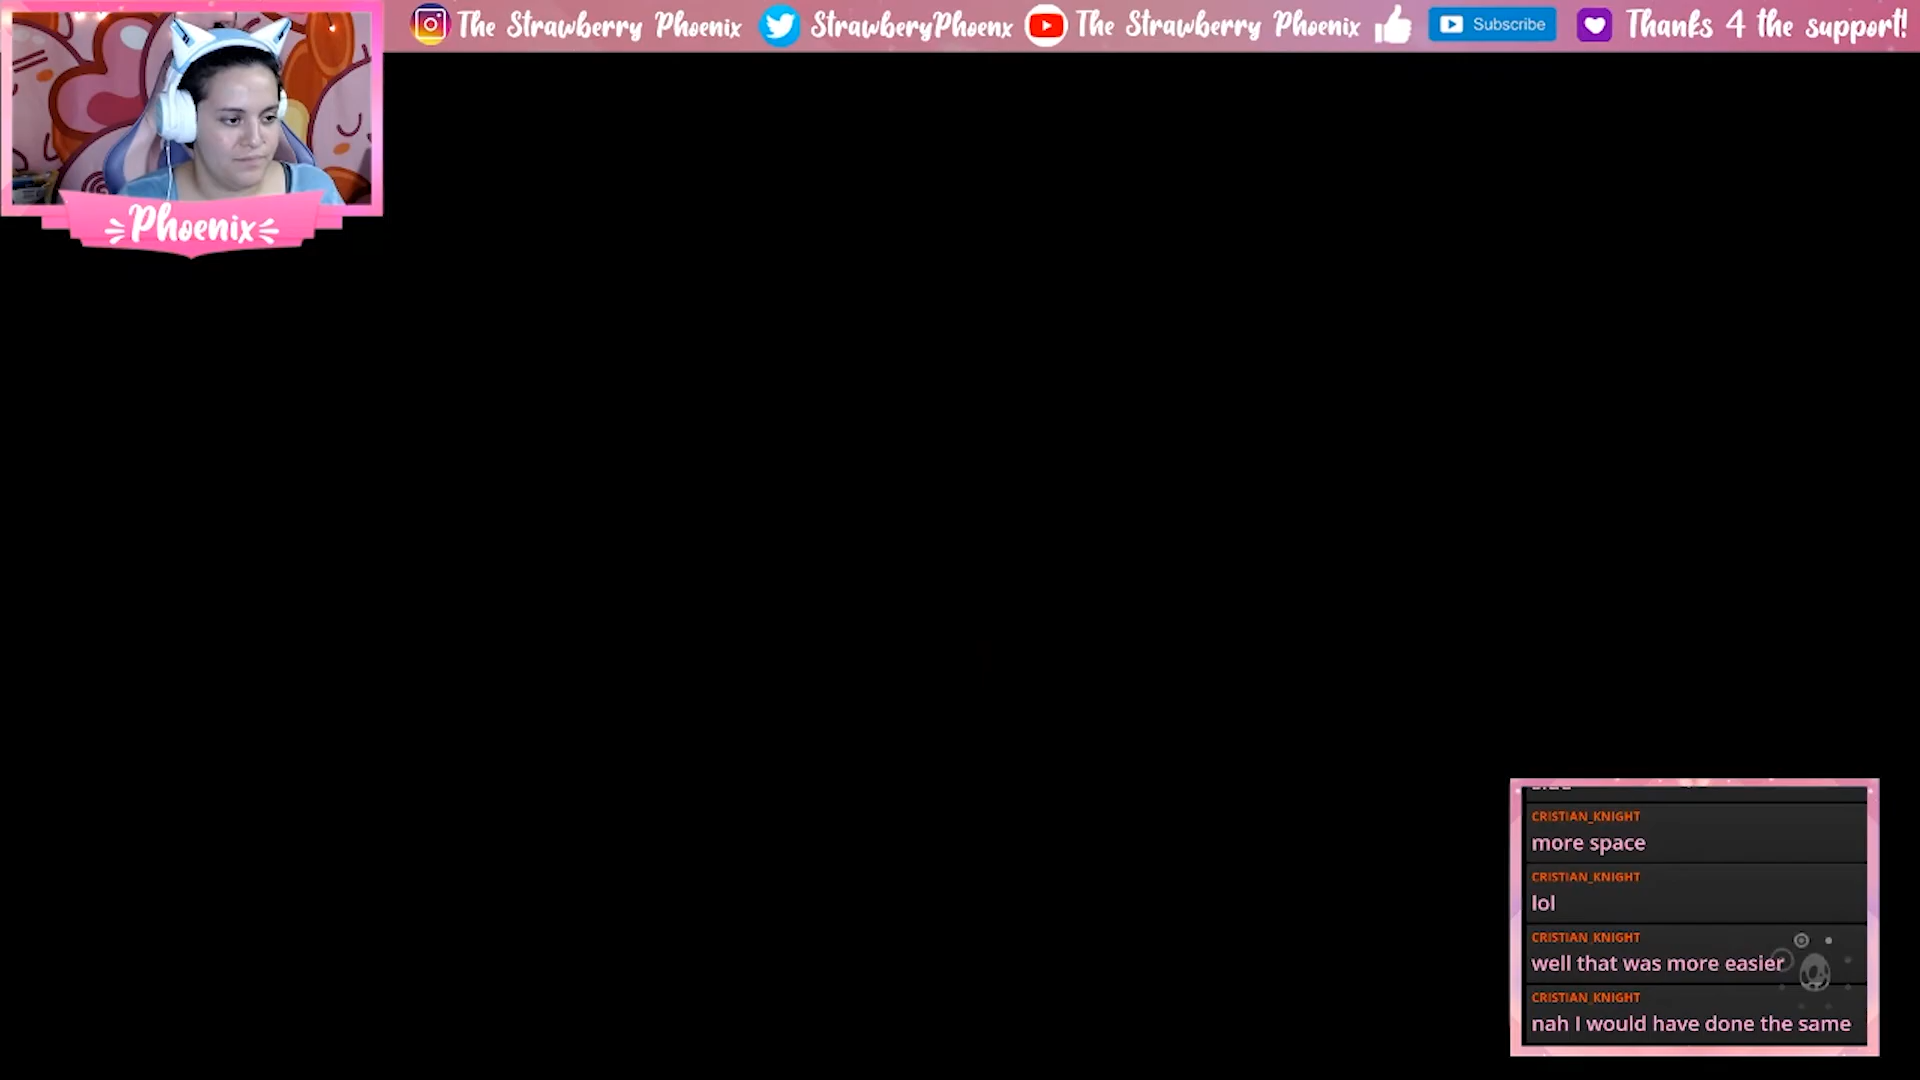 The Strawberry Phoenix StrawberyPhoenx The Strawberry Phoenix Subscribe Thanks 4 the support!
Phoenix
CRISTIAN_KNIGHT
more space
CRISTIAN_KNIGHT
lol
CRISTIAN_KNIGHT
well that was more easier
CRISTIAN_KNIGHT
nah I would have done the same